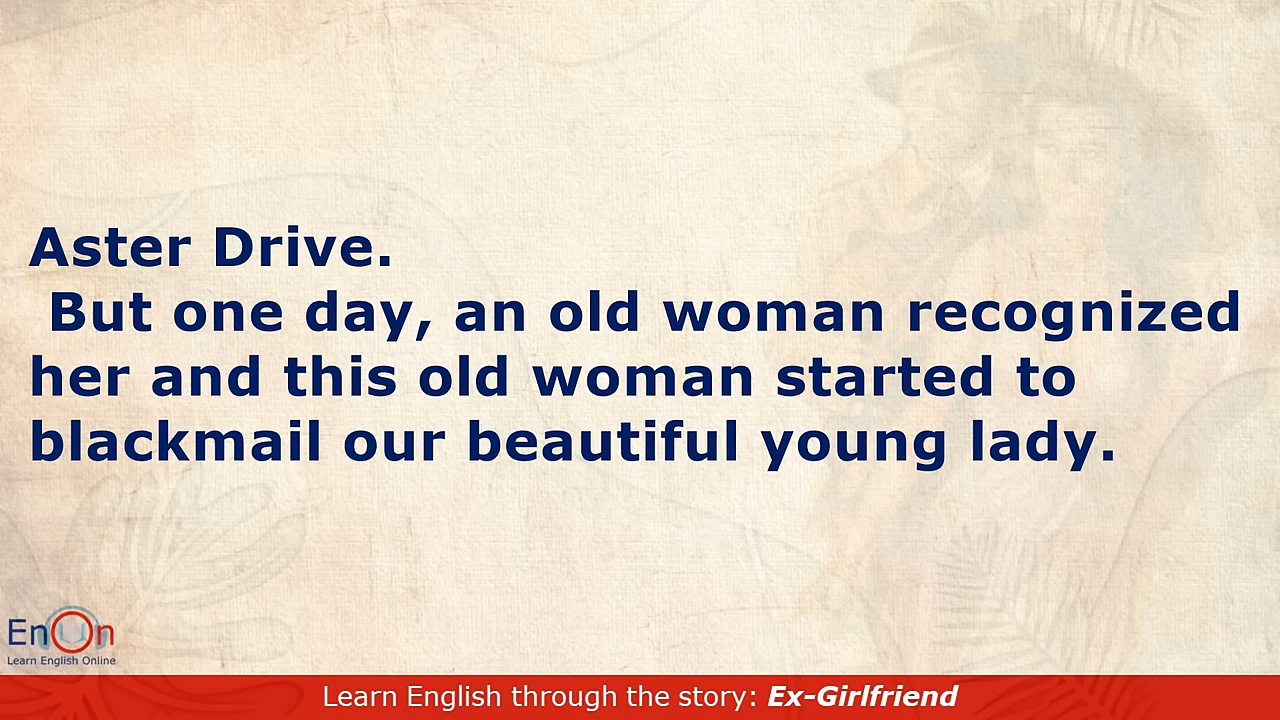 Aster Drive.
But one day, an old woman recognized
her and this old woman started to
blackmail our beautiful young lady.
EnOn
Learn English Online
Learn English through the story: Ex-Girlfriend